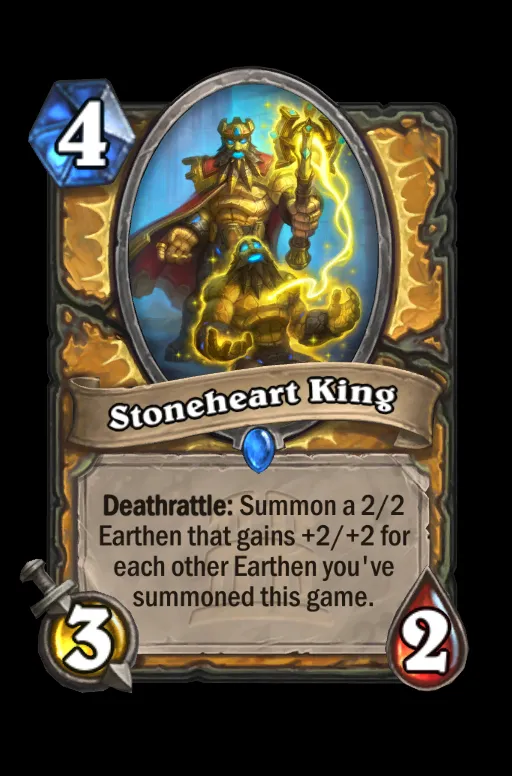 4
Stoneheart King
Deathrattle: Summon a 2/2
Earthen that gains +2/+2 for
each other Earthen you've
summoned this game.
3
2